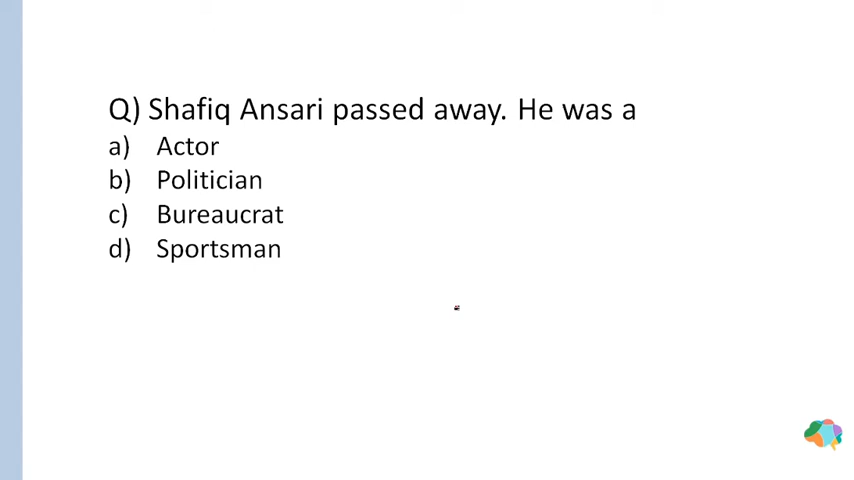 Q) Shafiq Ansari passed away. He was a
a) Actor
b) Politician
c) Bureaucrat
d) Sportsman